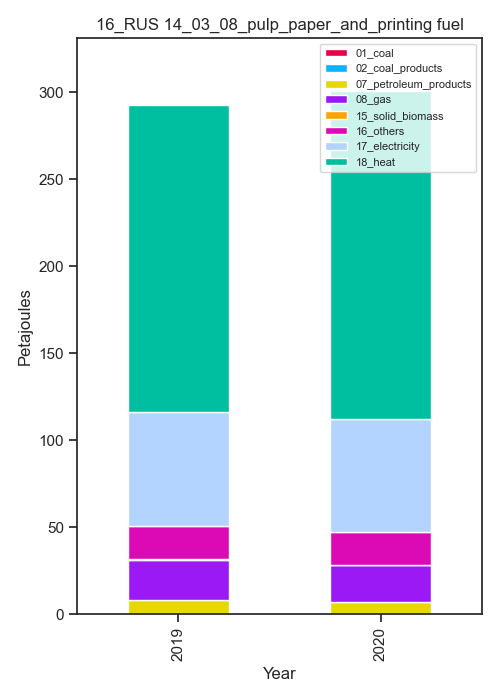 16_RUS 14_03_08_pulp_paper_and_printing fuel
01_coal
02_coal_products
07_petroleum_products
08_gas
15_solid_biomass
16_others
17_electricity
18_heat
Petajoules
300
250
200
150
100
50
0
2019
2020
Year